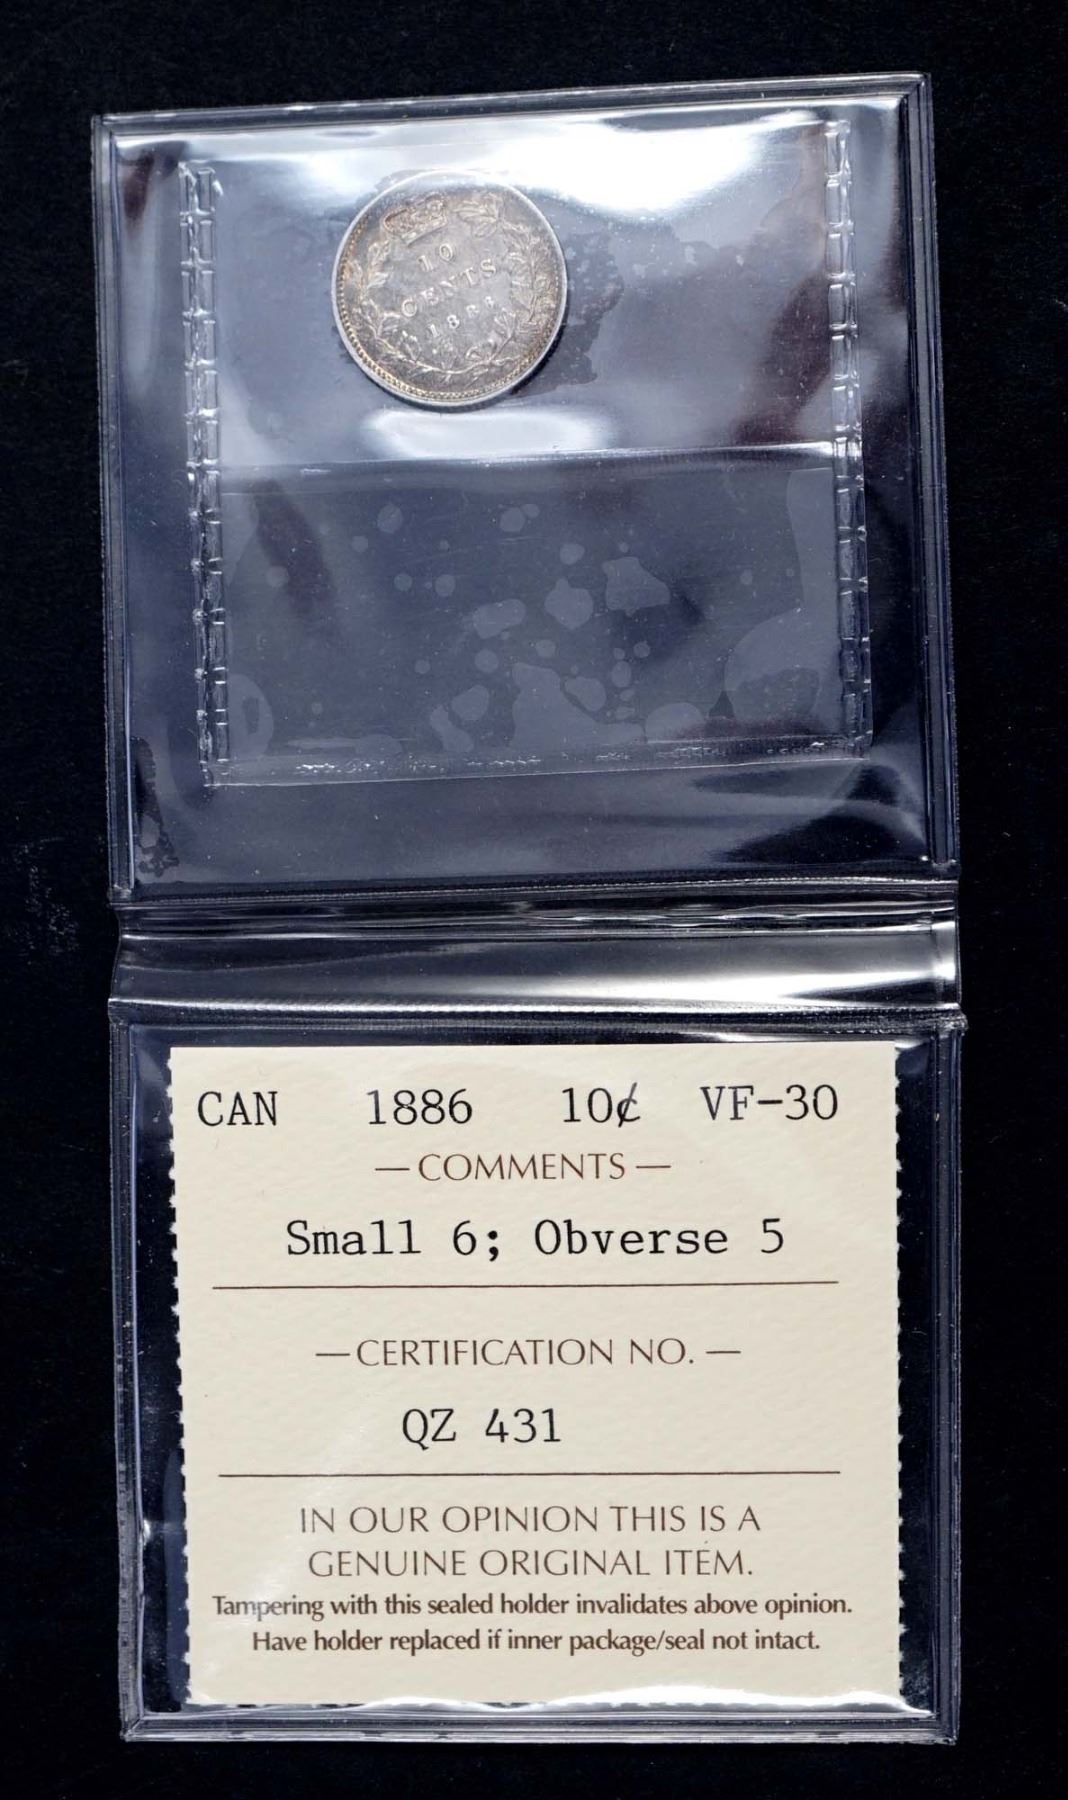 10
CENTS
1886
CAN 1886 10¢ VF-30
— COMMENTS —
Small 6; Obverse 5
— CERTIFICATION NO. —
QZ 431
IN OUR OPINION THIS IS A
GENUINE ORIGINAL ITEM.
Tampering with this sealed holder invalidates above opinion.
Have holder replaced if inner package/seal not intact.